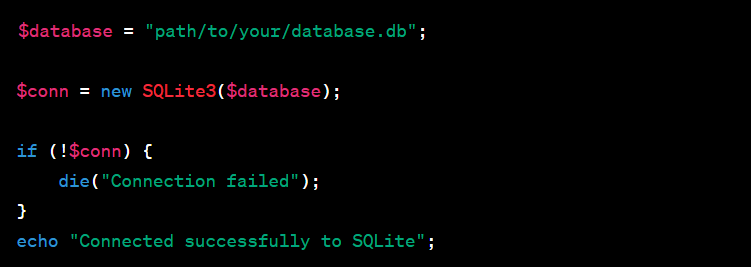 $database = "path/to/your/database.db";
$conn = new SQLite3($database);
if (!$conn) {
    die("Connection failed");
}
echo "Connected successfully to SQLite";